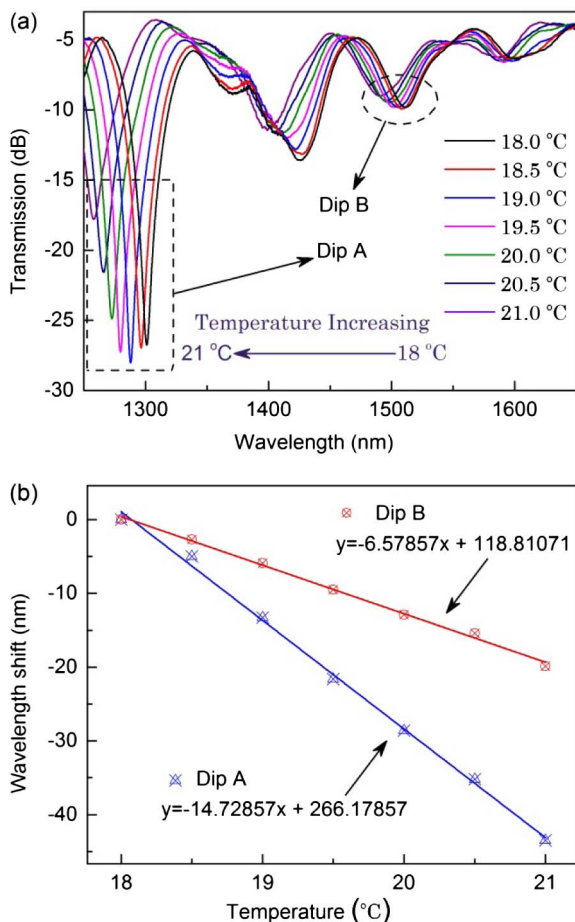 (a)
-5
-10
-15
-20
-25
-30
Transmission (dB)
1300
1400
1500
1600
Wavelength (nm)
Dip B
Dip A
18.0 °C
18.5 °C
19.0 °C
19.5 °C
20.0 °C
20.5 °C
21.0 °C
Temperature Increasing
21 °C
18 °C
(b)
0
-10
-20
-30
-40
Wavelength shift (nm)
Dip B
y=-6.57857x + 118.81071
Dip A
y=-14.72857x + 266.17857
18
19
20
21
Temperature (°C)